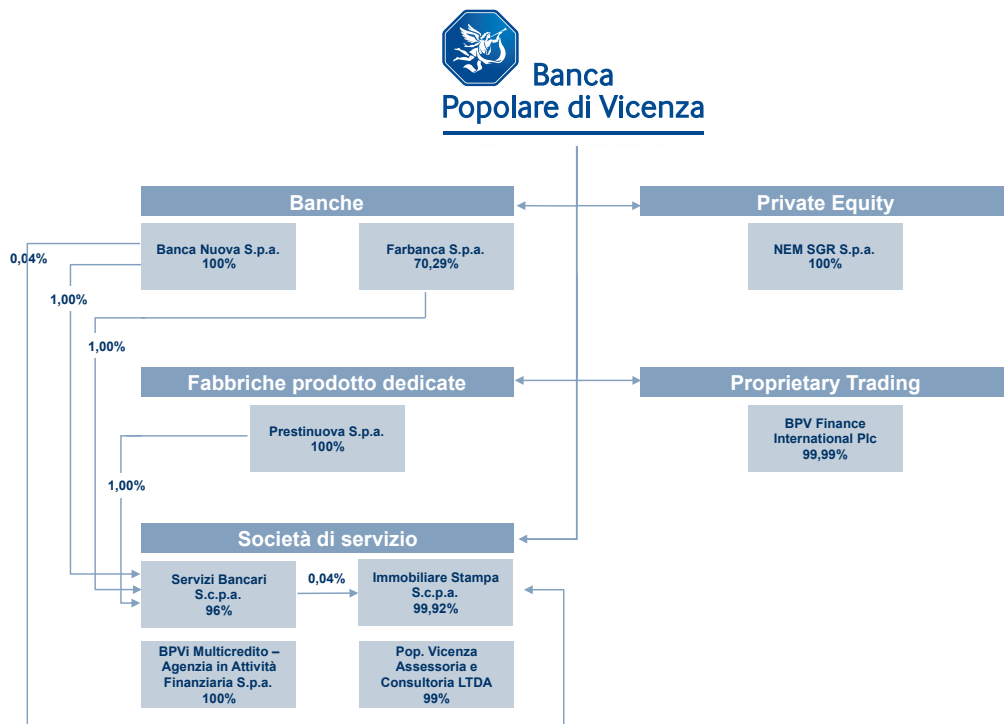 Banca
Popolare di Vicenza
Banche
Private Equity
Banca Nuova S.p.a.
100%
Farbanca S.p.a.
70,29%
NEM SGR S.p.a.
100%
0,04%
1,00%
1,00%
Fabbriche prodotto dedicate
Proprietary Trading
Prestinuova S.p.a.
100%
BPV Finance
International Plc
99,99%
1,00%
Società di servizio
Servizi Bancari
S.c.p.a.
96%
0,04%
Immobiliare Stampa
S.c.p.a.
99,92%
BPVi Multicredito –
Agenzia in Attività
Finanziaria S.p.a.
100%
Pop. Vicenza
Assessoria e
Consultoria LTDA
99%